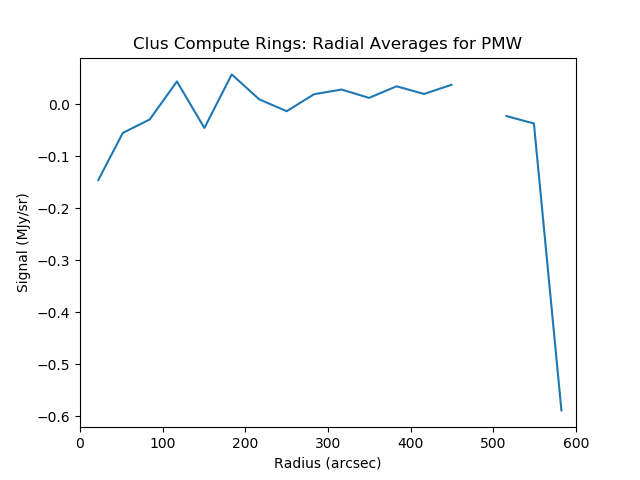 Clus Compute Rings: Radial Averages for PMW
0.0
−0.1
−0.2
−0.3
−0.4
−0.5
−0.6
Signal (MJy/sr)
0 100 200 300 400 500 600
Radius (arcsec)